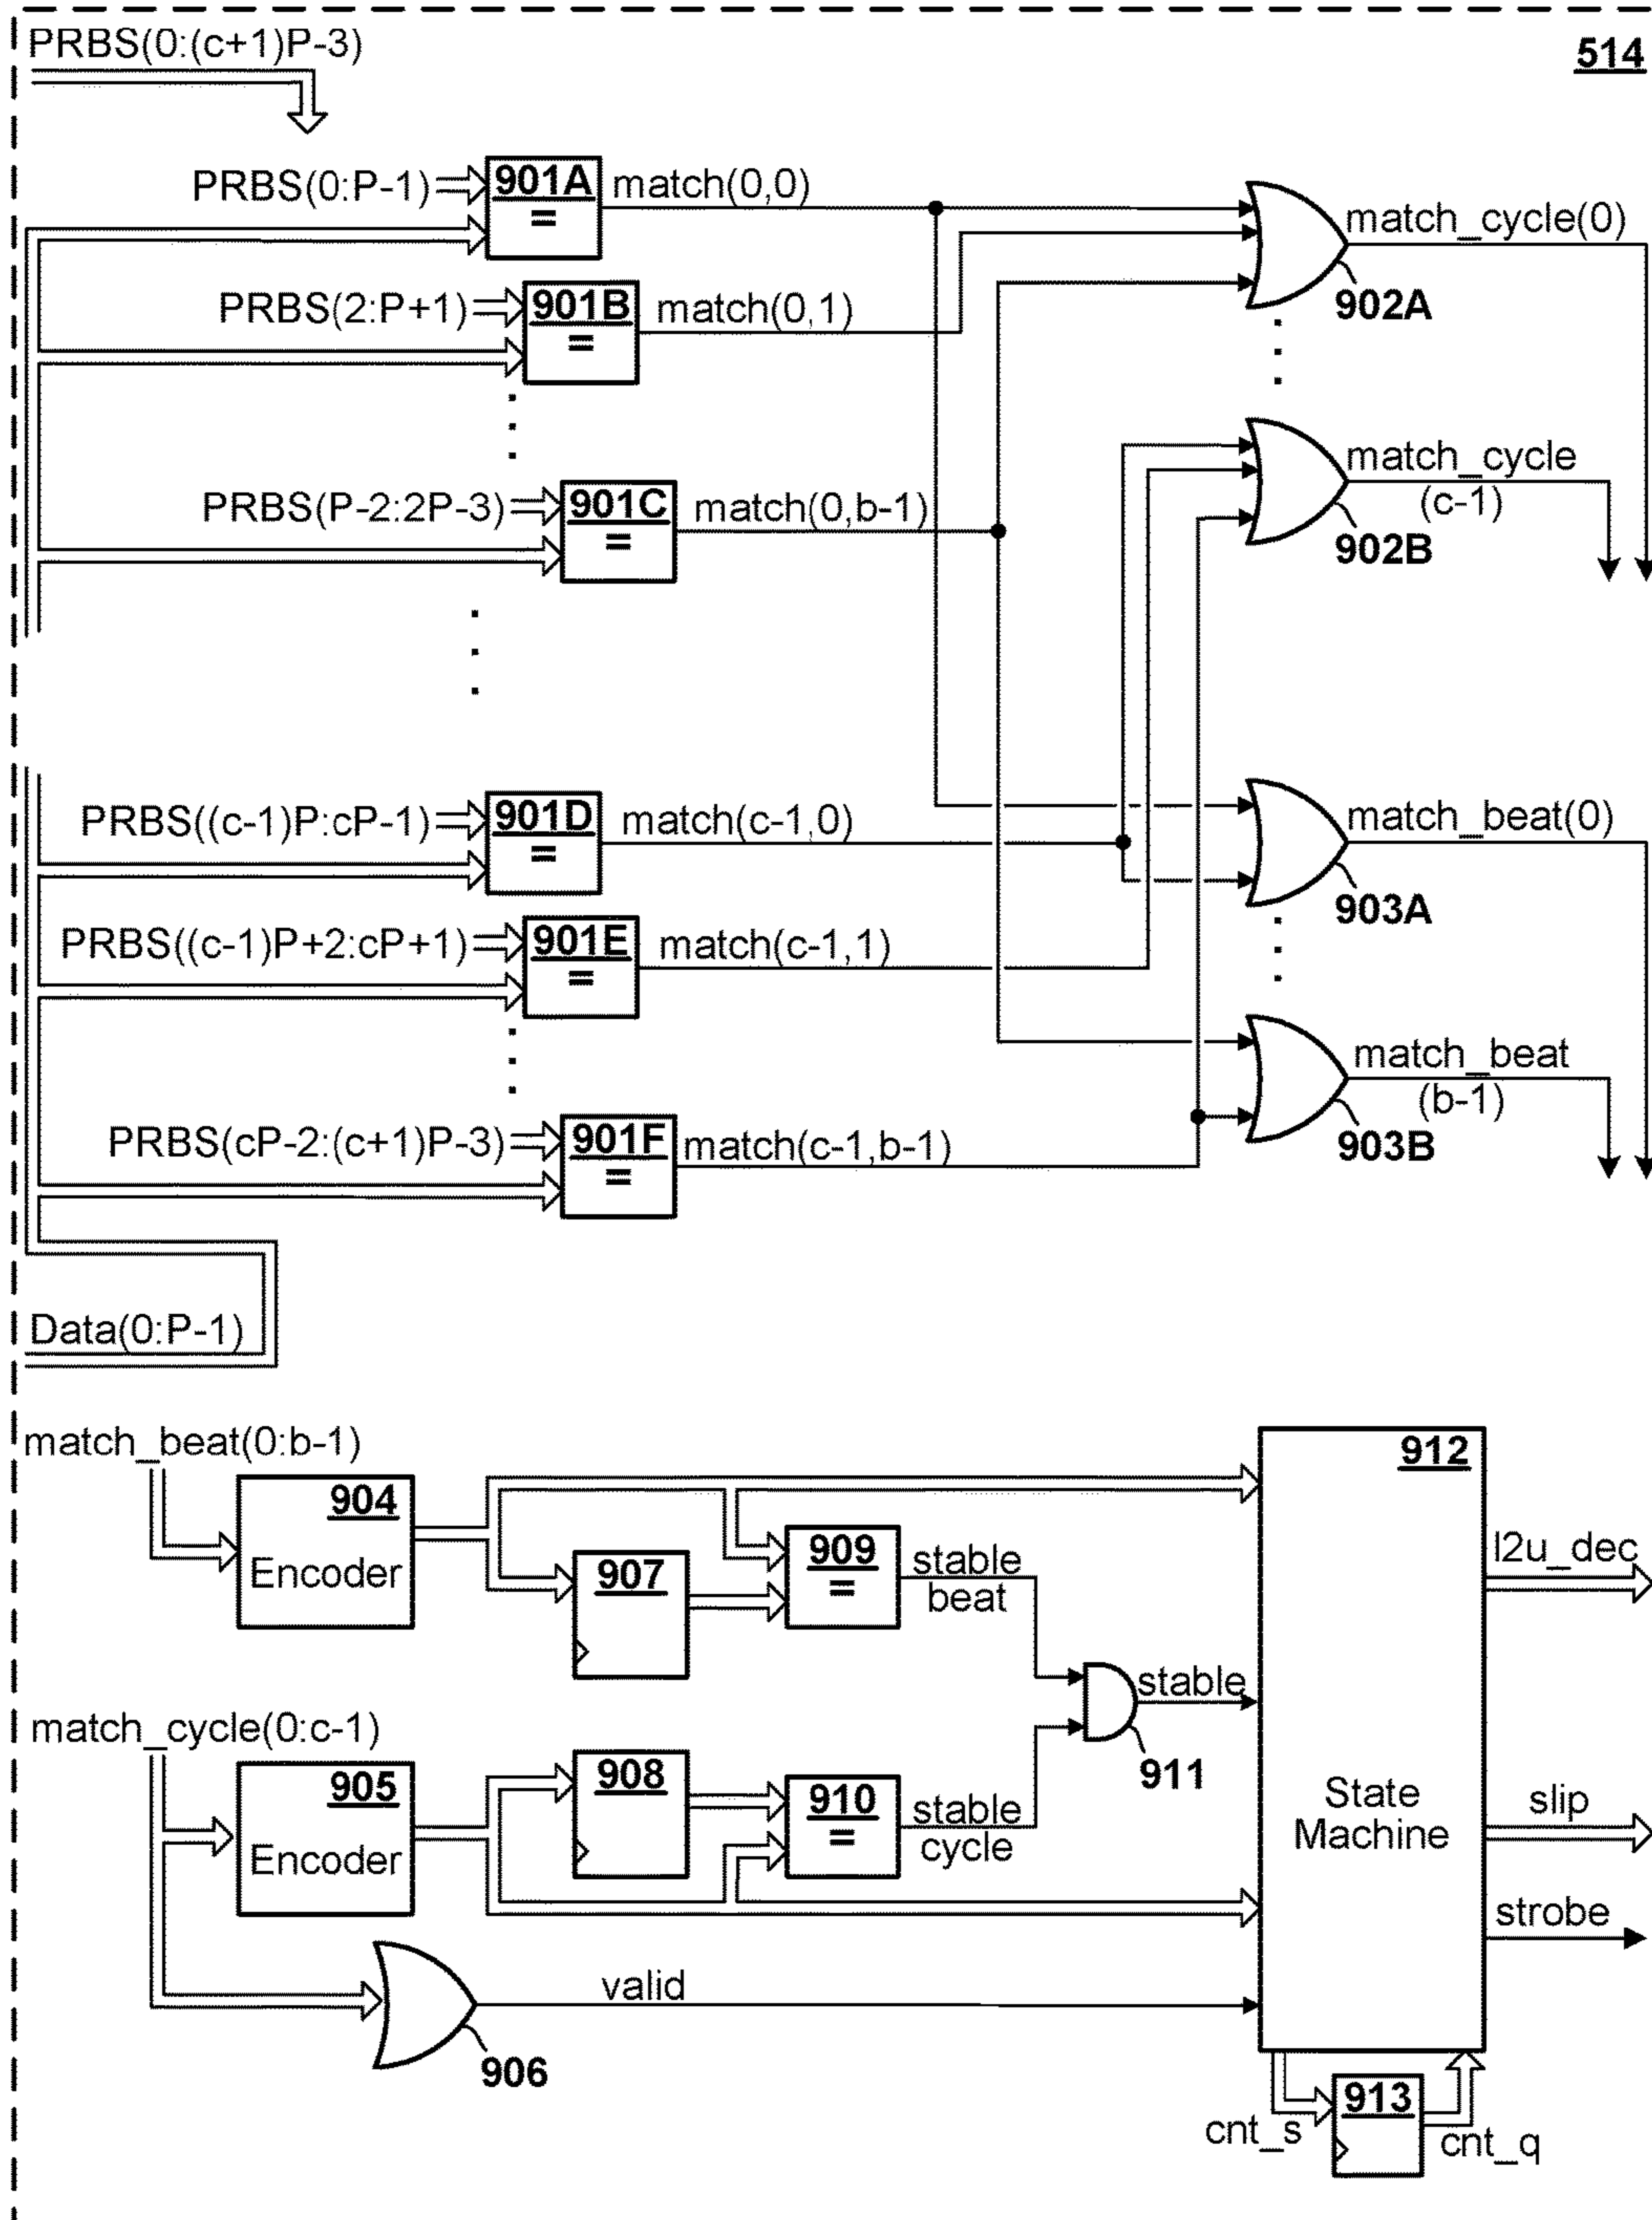 PRBS(0:(c+1)P-3)
514
PRBS(0:P-1)
901A
=
match(0,0)
match_cycle(0)
902A
PRBS(2:P+1)
901B
=
match(0,1)
PRBS(P-2:2P-3)
901C
=
match(0,b-1)
match_cycle
(c-1)
902B
PRBS((c-1)P:cP-1)
901D
=
match(c-1,0)
match_beat(0)
903A
PRBS((c-1)P+2:cP+1)
901E
=
match(c-1,1)
match_beat
(b-1)
903B
PRBS(cP-2:(c+1)P-3)
901F
=
match(c-1,b-1)
Data(0:P-1)
match_beat(0:b-1)
904
Encoder
907
909
=
stable
beat
912
State
Machine
l2u_dec
stable
911
match_cycle(0:c-1)
905
Encoder
908
910
=
stable
cycle
slip
strobe
valid
906
cnt_s
913
cnt_q